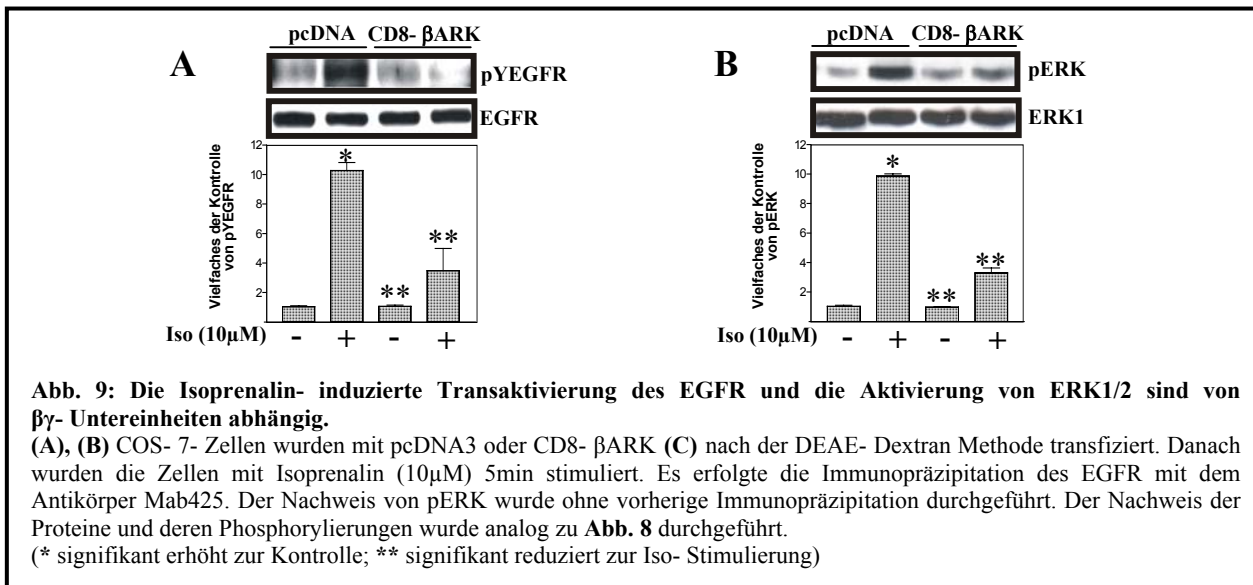 pcDNA CD8- βARK
A
pYEGFR
EGFR
12
10
8
6
4
2
Vielfaches der Kontrolle
von pYEGFR
*
**
**
Iso (10µM) - + - +
pcDNA CD8- βARK
B
pERK
ERK1
12
10
8
6
4
2
Vielfaches der Kontrolle
von pERK
*
**
**
Iso (10µM) - + - +
Abb. 9: Die Isoprenalin- induzierte Transaktivierung des EGFR und die Aktivierung von ERK1/2 sind von
βγ- Untereinheiten abhängig.
(A), (B) COS- 7- Zellen wurden mit pcDNA3 oder CD8- βARK (C) nach der DEAE- Dextran Methode transfiziert. Danach
wurden die Zellen mit Isoprenalin (10µM) 5min stimuliert. Es erfolgte die Immunopräzipitation des EGFR mit dem
Antikörper Mab425. Der Nachweis von pERK wurde ohne vorherige Immunopräzipitation durchgeführt. Der Nachweis der
Proteine und deren Phosphorylierungen wurde analog zu Abb. 8 durchgeführt.
(* signifikant erhöht zur Kontrolle; ** signifikant reduziert zur Iso- Stimulierung)